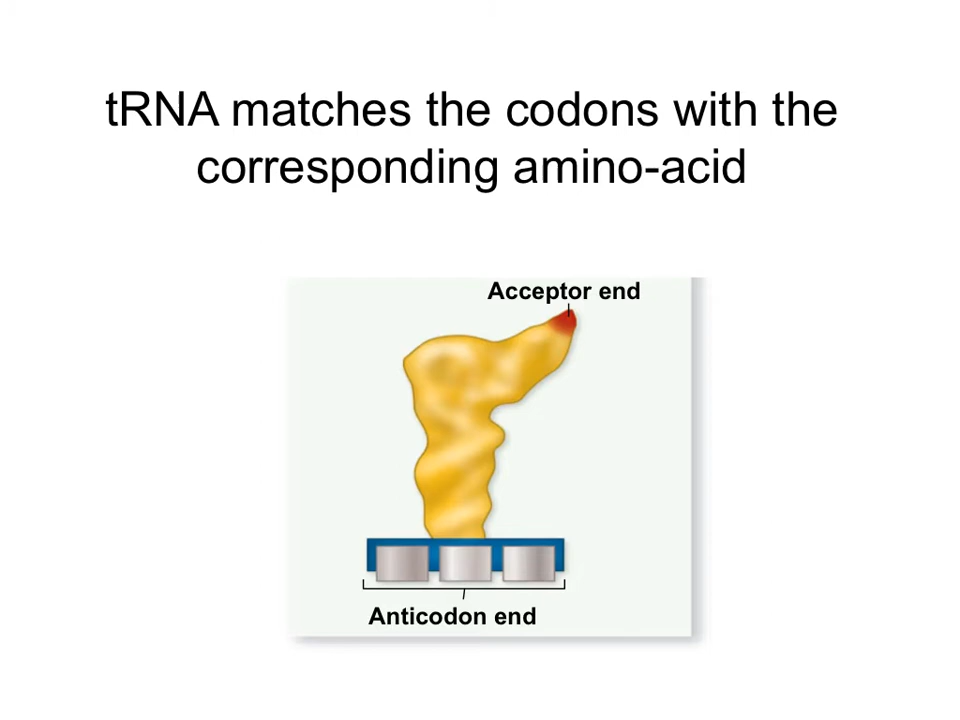 tRNA matches the codons with the
corresponding amino-acid
Acceptor end
Anticodon end